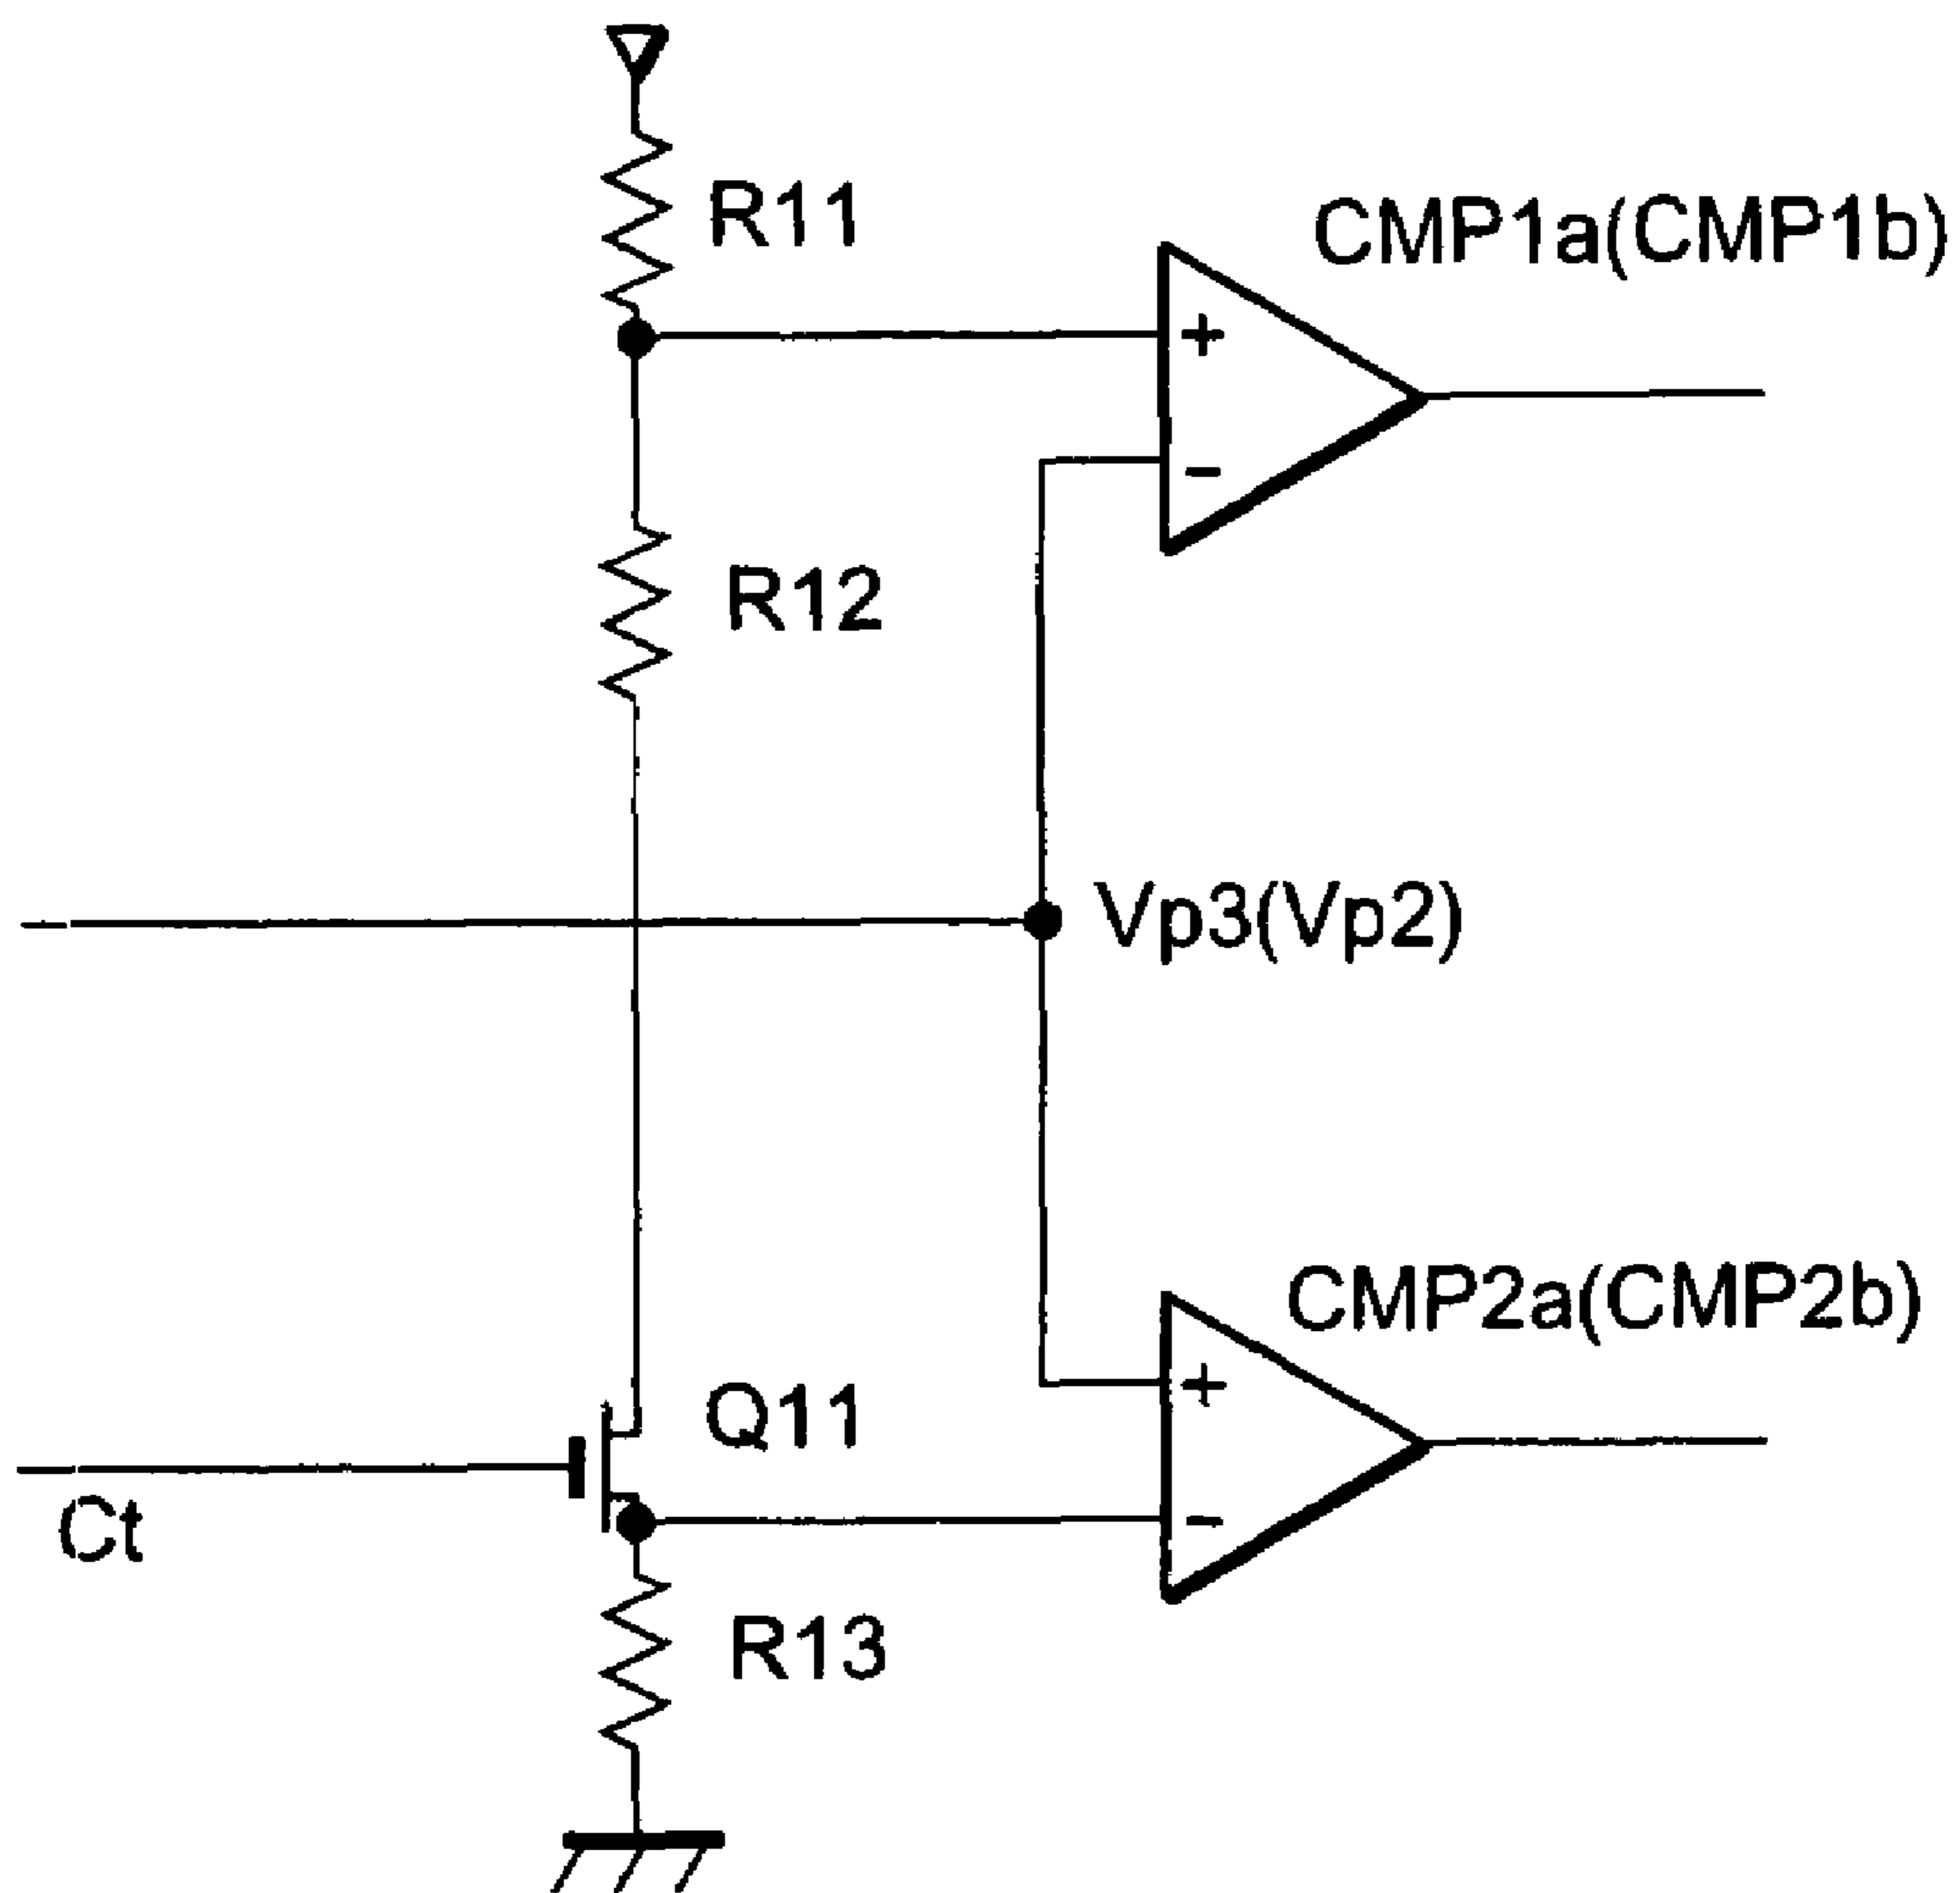 R11
CMP1a(CMP1b)
+
-
R12
Vp3(Vp2)
CMP2a(CMP2b)
Q11
+
Ct
-
R13